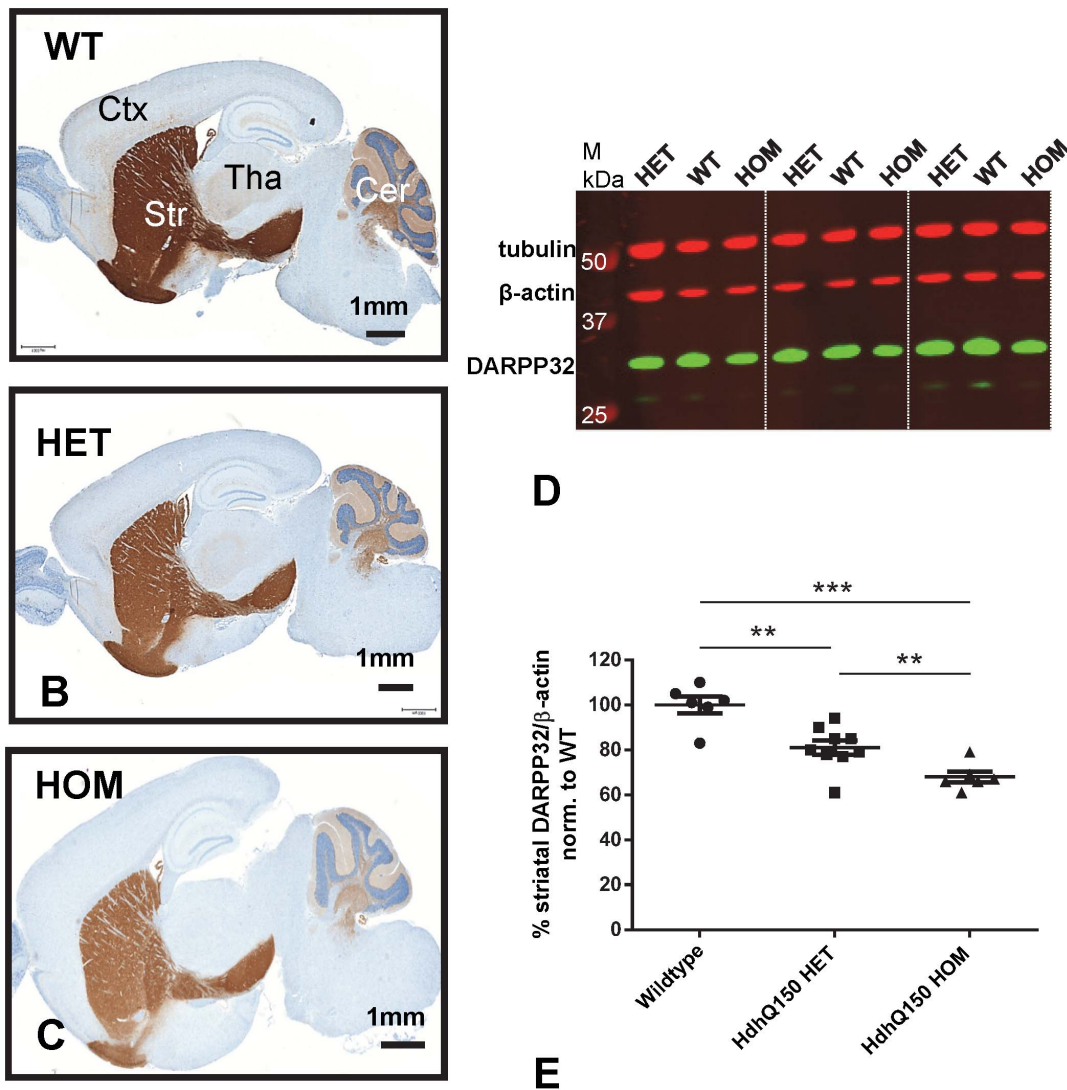 WT
Ctx
Tha
Str
Cer
1mm
HET
1mm
B
HOM
1mm
C
M
kDa
HET
WT
HOM
HET
WT
HOM
HET
WT
HOM
tubulin
50
β-actin
37
DARPP32
25
D
***
**
**
% striatal DARPP32/β-actin
norm. to WT
120
100
80
60
40
20
0
Wildtype
HdhQ150 HET
HdhQ150 HOM
E